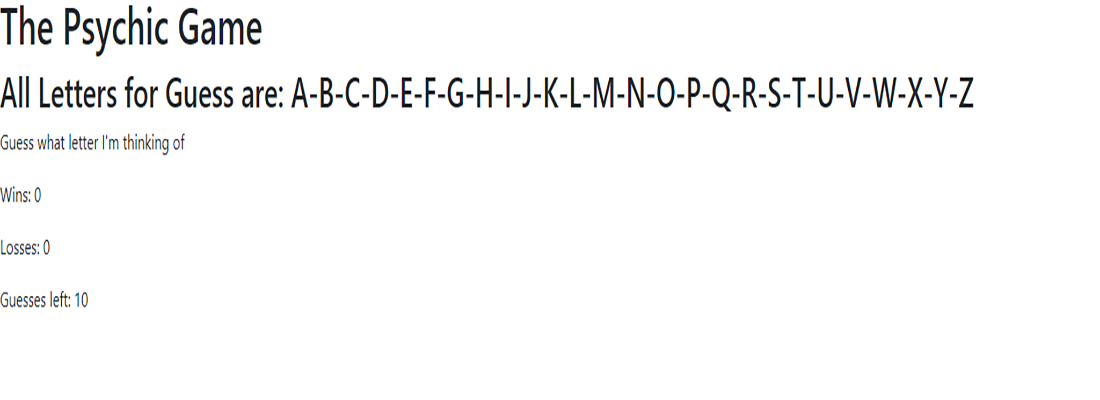 The Psychic Game
All Letters for Guess are: A-B-C-D-E-F-G-H-I-J-K-L-M-N-O-P-Q-R-S-T-U-V-W-X-Y-Z
Guess what letter I'm thinking of
Wins: 0
Losses: 0
Guesses left: 10